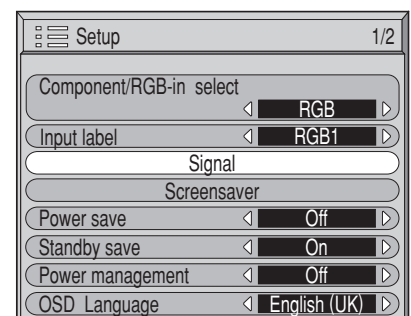 Setup 1/2
Component/RGB-in select
RGB
Input label RGB1
Signal
Screensaver
Power save Off
Standby save On
Power management Off
OSD Language English (UK)